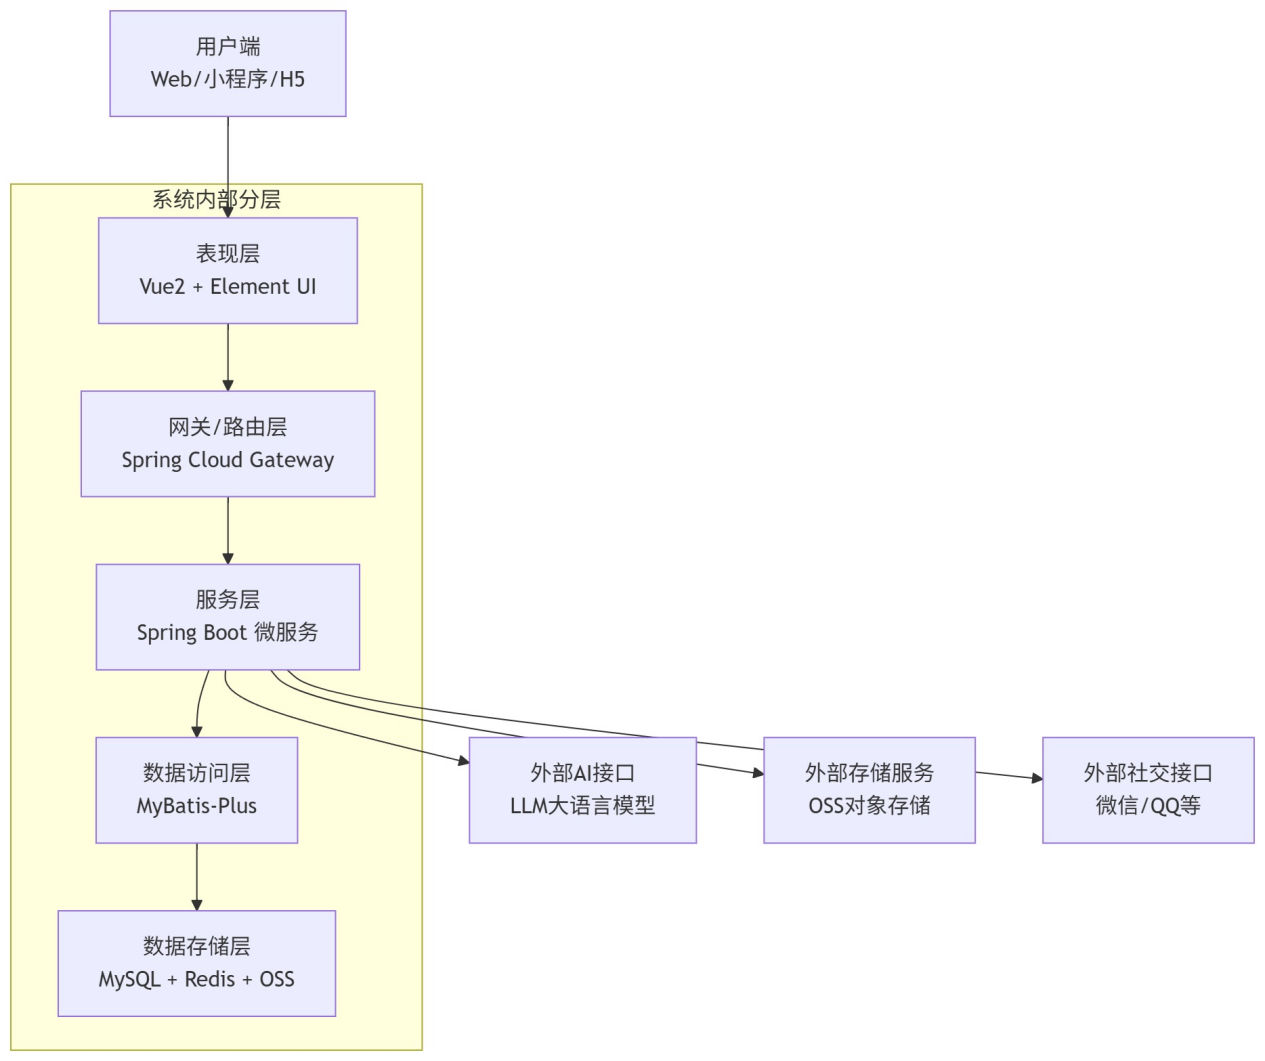 用户端
Web/小程序/H5
系统内部分层
表现层
Vue2 + Element UI
网关/路由层
Spring Cloud Gateway
服务层
Spring Boot 微服务
数据访问层
MyBatis-Plus
外部AI接口
LLM大语言模型
外部存储服务
OSS对象存储
外部社交接口
微信/QQ等
数据存储层
MySQL + Redis + OSS